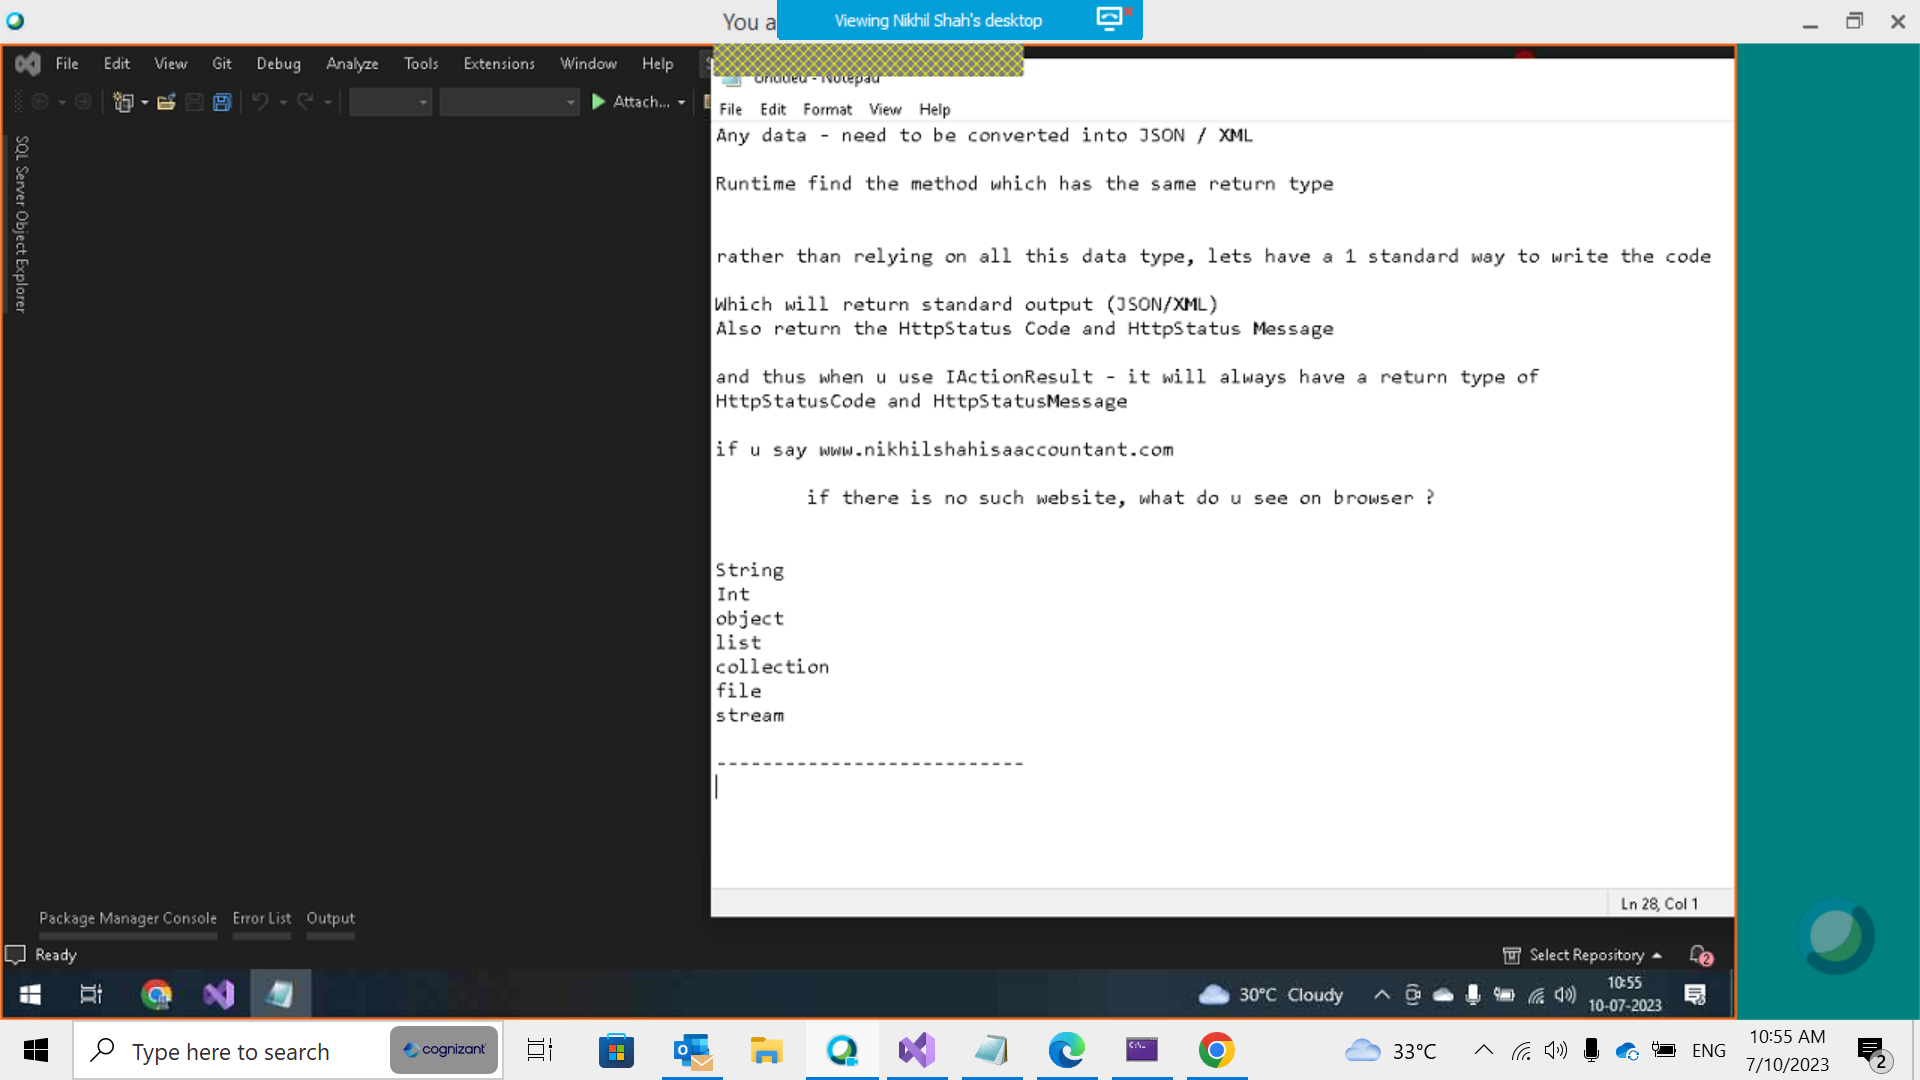 You a
Viewing Nikhil Shah's desktop
File Edit View Git Debug Analyze Tools Extensions Window Help
Attach...
SQL Server Object Explorer
Untitled - Notepad
File Edit Format View Help
Any data - need to be converted into JSON / XML
Runtime find the method which has the same return type
rather than relying on all this data type, lets have a 1 standard way to write the code
Which will return standard output (JSON/XML)
Also return the HttpStatus Code and HttpStatus Message
and thus when u use IActionResult - it will always have a return type of
HttpStatusCode and HttpStatusMessage
if u say www.nikhilshahisaaccountant.com
if there is no such website, what do u see on browser ?
String
Int
object
list
collection
file
stream
---------------------------
Ln 28, Col 1
Package Manager Console Error List Output
Ready
Select Repository
2
30°C Cloudy
10:55
10-07-2023
Type here to search
cognizant
33°C
ENG
10:55 AM
7/10/2023
2